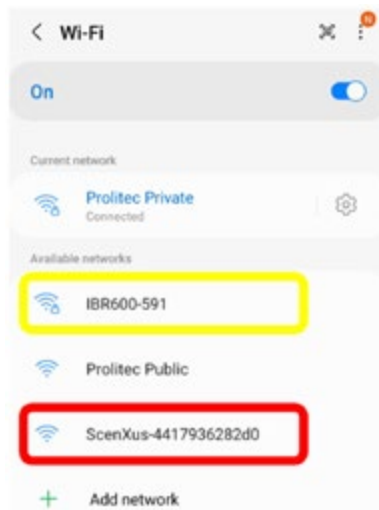 Wi-Fi
N
On
Current network
Prolitec Private
Connected
Available networks
IBR600-591
Prolitec Public
ScenXus-4417936282d0
Add network